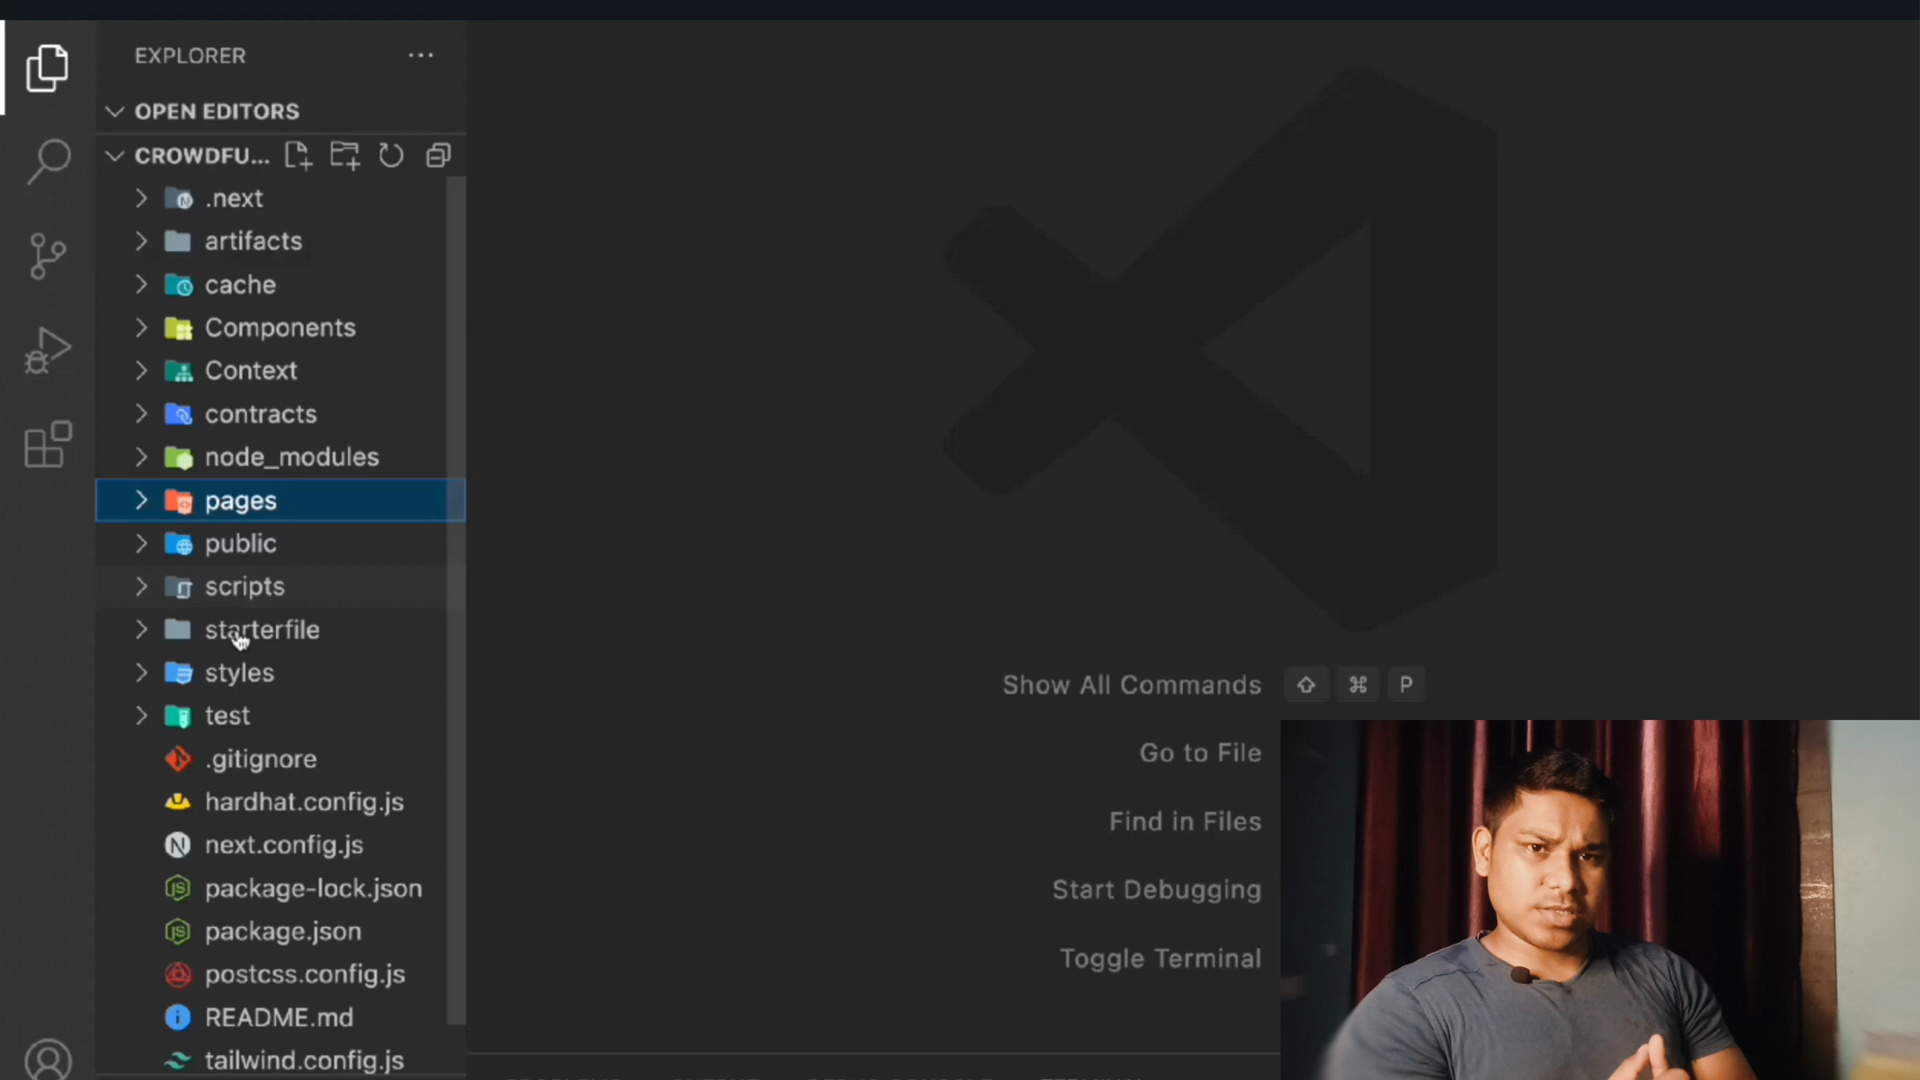 EXPLORER
OPEN EDITORS
CROWDFU...
.next
artifacts
cache
Components
Context
contracts
node_modules
pages
public
scripts
starterfile
styles
test
.gitignore
hardhat.config.js
next.config.js
package-lock.json
package.json
postcss.config.js
README.md
tailwind.config.js
Show All Commands ⇧ ⌘ P
Go to File
Find in Files
Start Debugging
Toggle Terminal